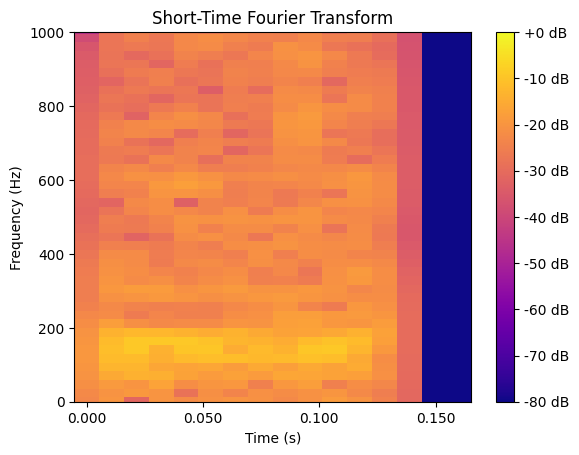 Short-Time Fourier Transform
1000
800
600
400
200
0
Frequency (Hz)
0.000
0.050
0.100
0.150
Time (s)
+0 dB
-10 dB
-20 dB
-30 dB
-40 dB
-50 dB
-60 dB
-70 dB
-80 dB